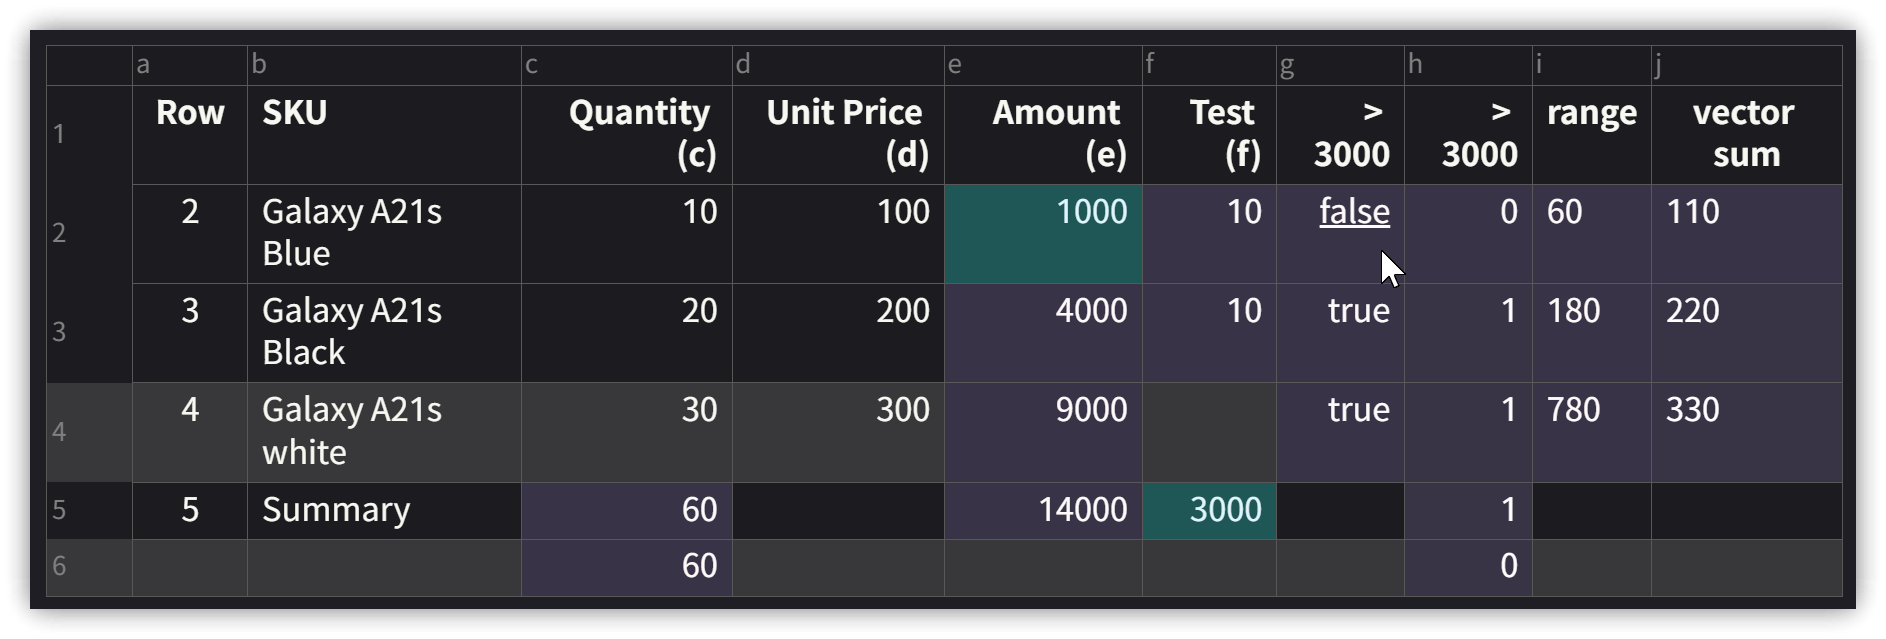 a b c d e f g h i j
1 Row SKU Quantity Unit Price Amount Test > > range vector
(c) (d) (e) (f) 3000 3000 sum
2 2 Galaxy A21s 10 100 1000 10 false 0 60 110
Blue
3 3 Galaxy A21s 20 200 4000 10 true 1 180 220
Black
4 4 Galaxy A21s 30 300 9000 true 1 780 330
white
5 5 Summary 60 14000 3000 1
6 60 0